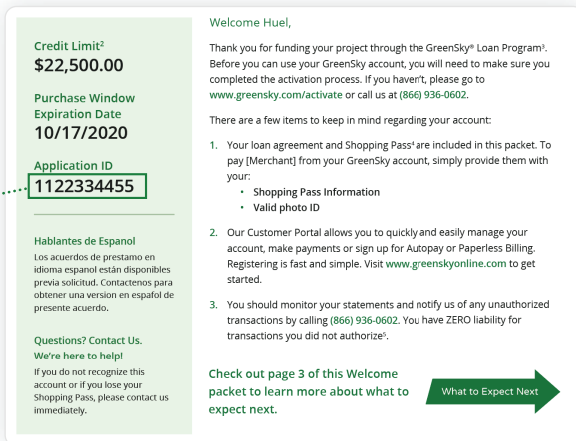 Credit Limit²
$22,500.00
Purchase Window
Expiration Date
10/17/2020
Application ID
1122334455
Hablantes de Espanol
Los acuerdos de prestamo en
idioma espanol están disponibles
previa solicitud. Contactenos para
obtener una version en espafol de
presente acuerdo.
Questions? Contact Us.
We're here to help!
If you do not recognize this
account or if you lose your
Shopping Pass, please contact us
immediately.
Welcome Huel,
Thank you for funding your project through the GreenSky® Loan Program³.
Before you can use your GreenSky account, you will need to make sure you
completed the activation process. If you haven't, please go to
www.greensky.com/activate or call us at (866) 936-0602.
There are a few items to keep in mind regarding your account:
1. Your loan agreement and Shopping Pass⁴ are included in this packet. To
pay [Merchant] from your GreenSky account, simply provide them with
your:
• Shopping Pass Information
• Valid photo ID
2. Our Customer Portal allows you to quickly and easily manage your
account, make payments or sign up for Autopay or Paperless Billing.
Registering is fast and simple. Visit www.greenskyonline.com to get
started.
3. You should monitor your statements and notify us of any unauthorized
transactions by calling (866) 936-0602. You have ZERO liability for
transactions you did not authorize⁵.
Check out page 3 of this Welcome
packet to learn more about what to
expect next.
What to Expect Next